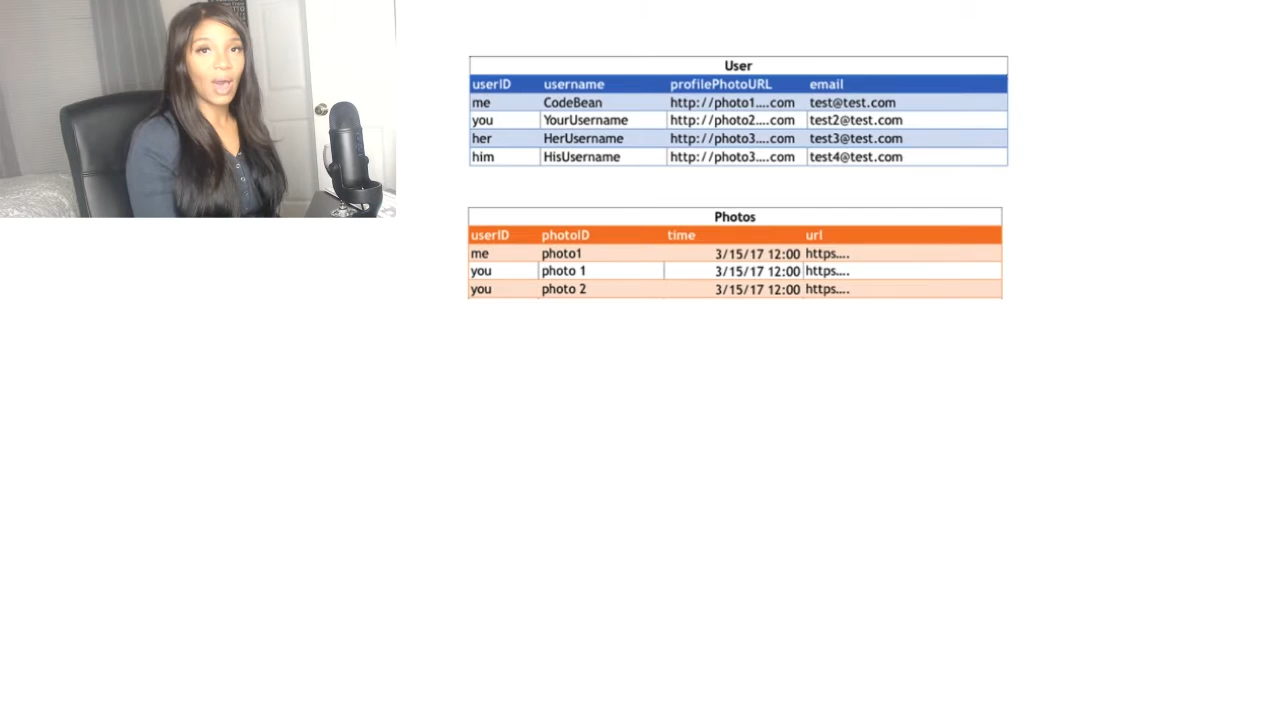 User
userID username profilePhotoURL email
me CodeBean http://photo1....com test@test.com
you YourUsername http://photo2....com test2@test.com
her HerUsername http://photo3....com test3@test.com
him HisUsername http://photo3....com test4@test.com
Photos
userID photoID time url
me photo1 3/15/17 12:00 https....
you photo 1 3/15/17 12:00 https....
you photo 2 3/15/17 12:00 https....